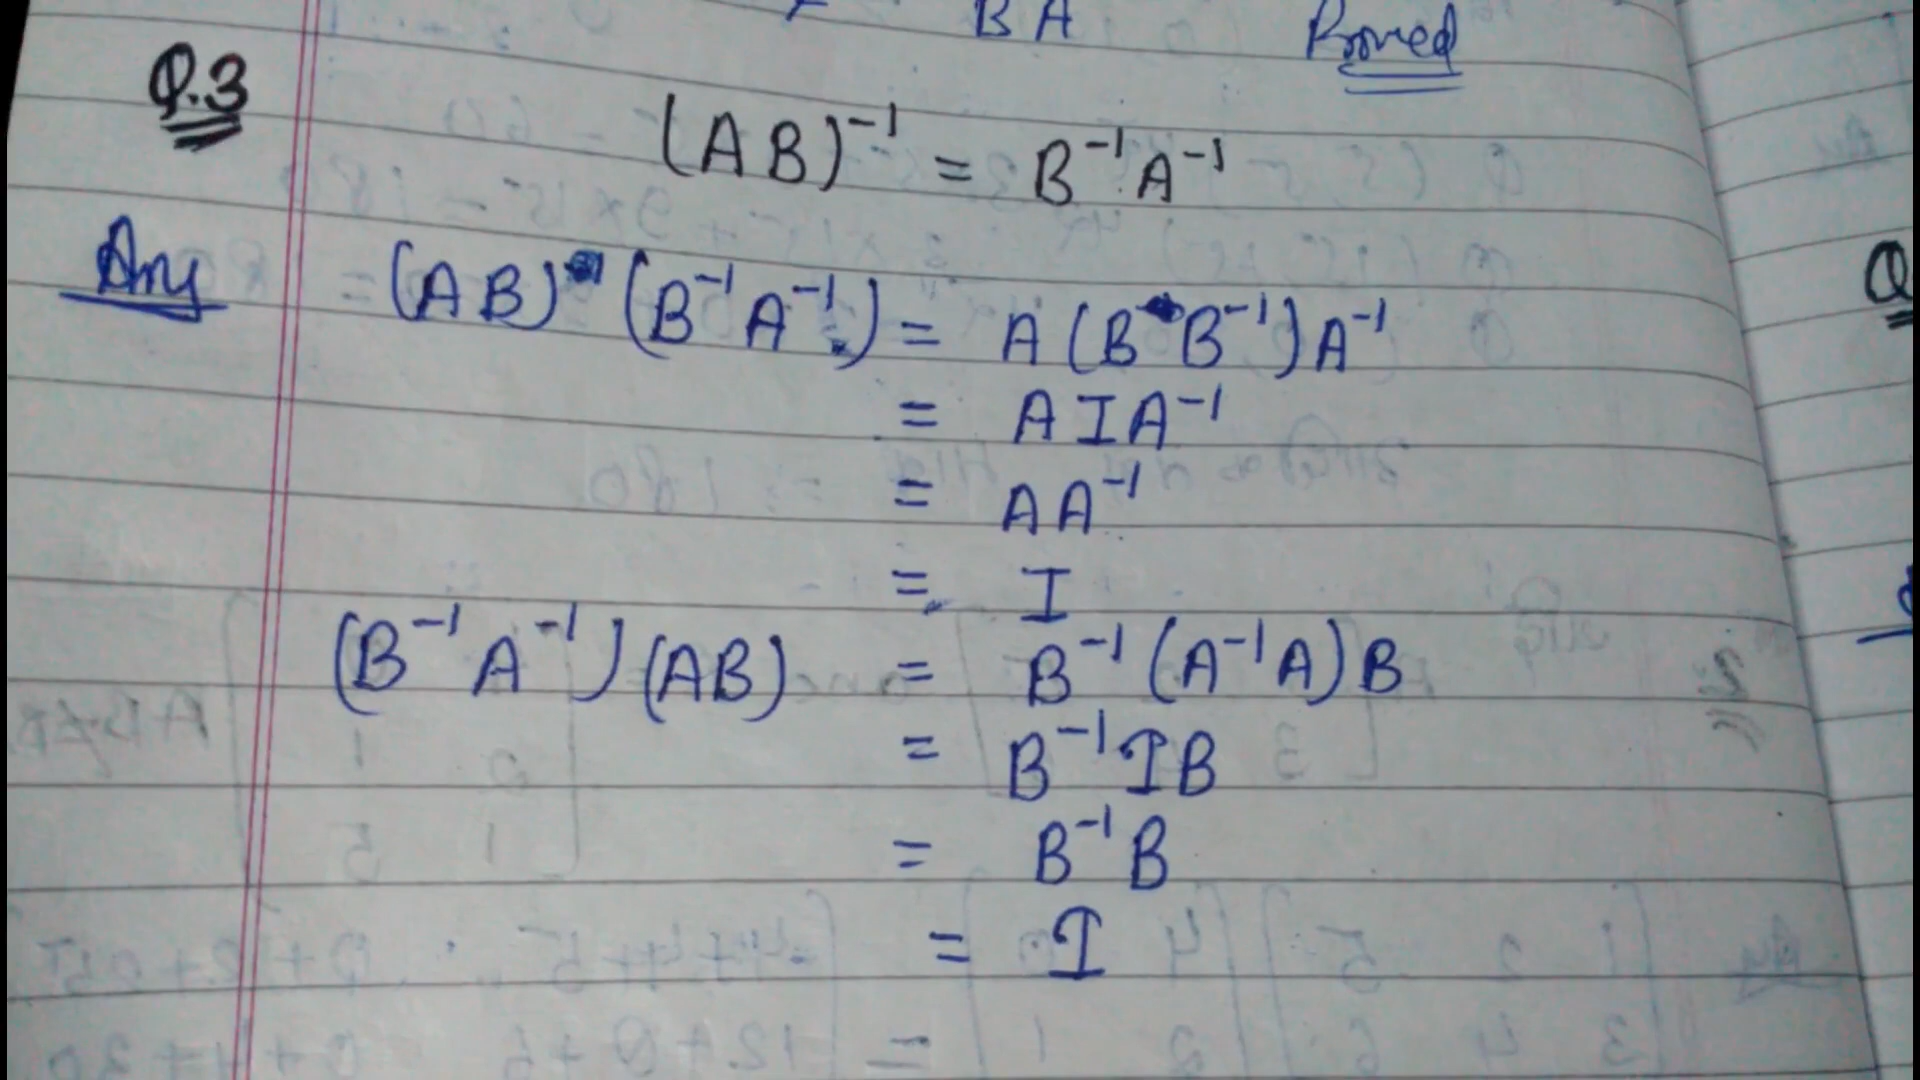 BA Proved
Q.3
(AB)⁻¹ = B⁻¹A⁻¹
Ans (AB) (B⁻¹A⁻¹) = A(B B⁻¹)A⁻¹
= AIA⁻¹
= AA⁻¹
= I
(B⁻¹A⁻¹)(AB) = B⁻¹(A⁻¹A)B
= B⁻¹IB
= B⁻¹B
= I
Q